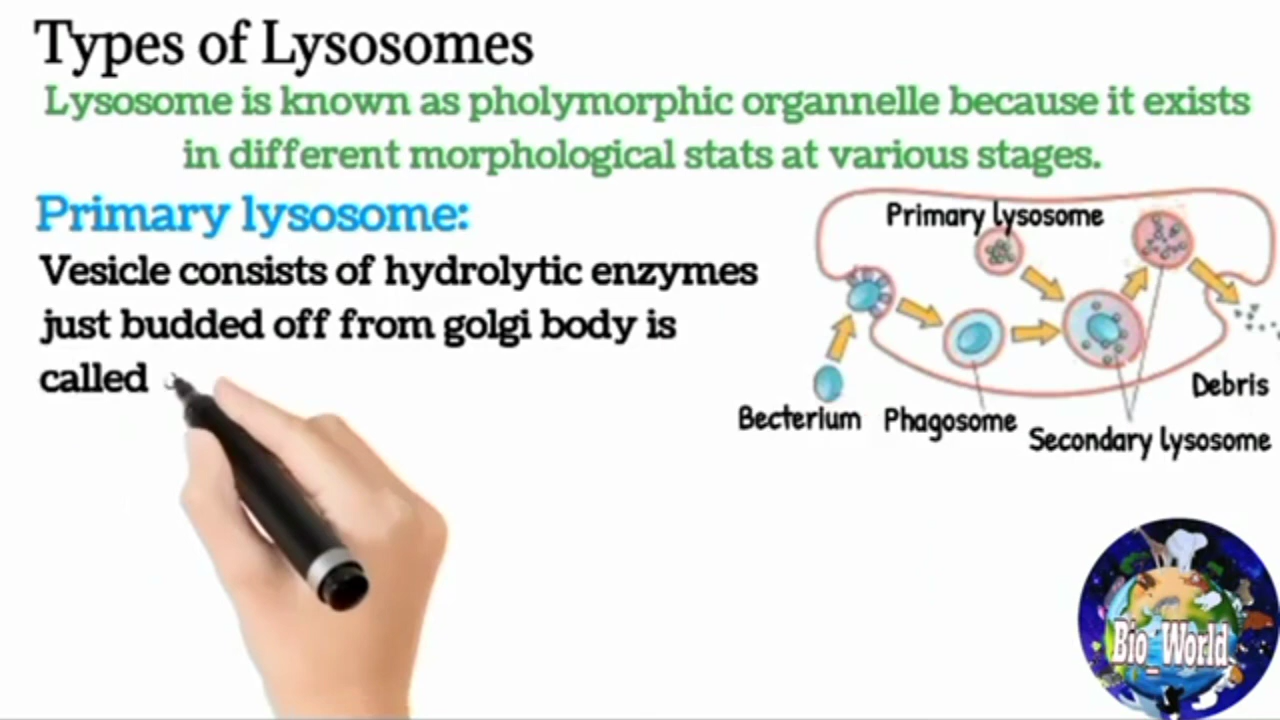 Types of Lysosomes
Lysosome is known as pholymorphic organnelle because it exists
in different morphological stats at various stages.
Primary lysosome:
Vesicle consists of hydrolytic enzymes
just budded off from golgi body is
called
Primary lysosome
Becterium
Phagosome
Secondary lysosome
Debris
Bio_World